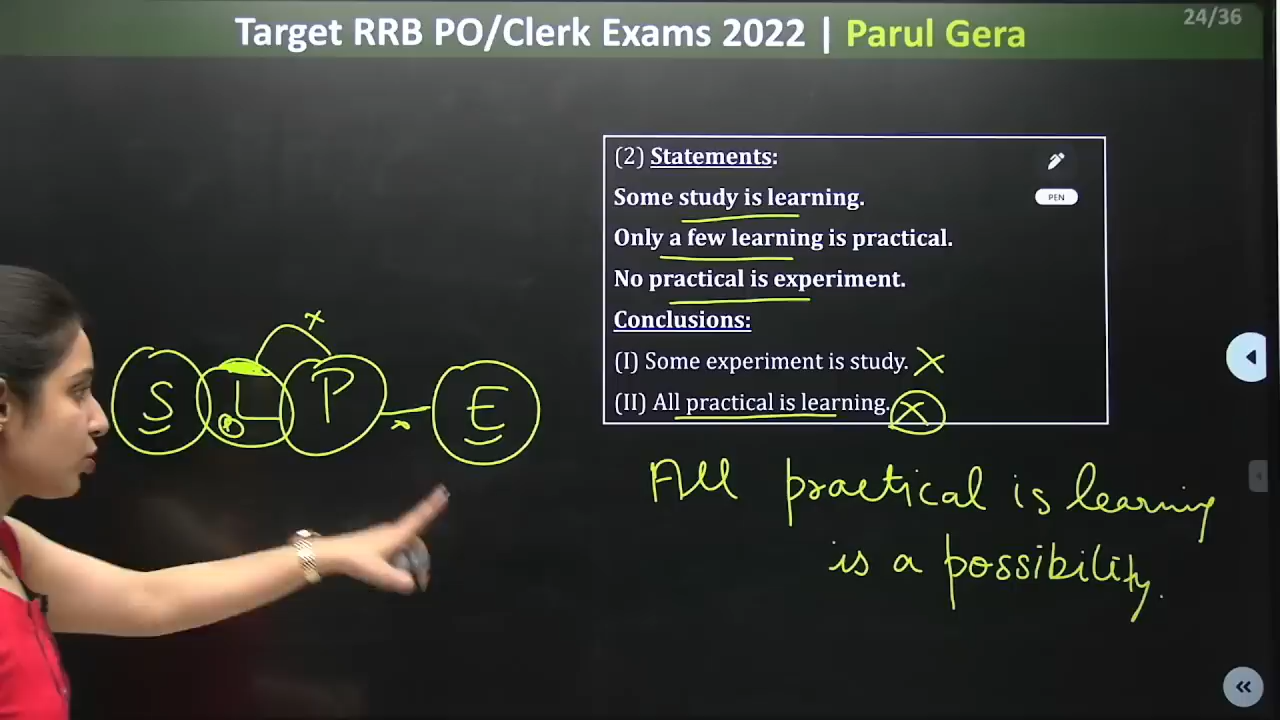 24/36
Target RRB PO/Clerk Exams 2022 | Parul Gera
(2) Statements:
PEN
Some study is learning.
Only a few learning is practical.
No practical is experiment.
Conclusions:
(I) Some experiment is study. X
(II) All practical is learning. X
S L P E
x
x
P
All practical is learning
is a possibility.